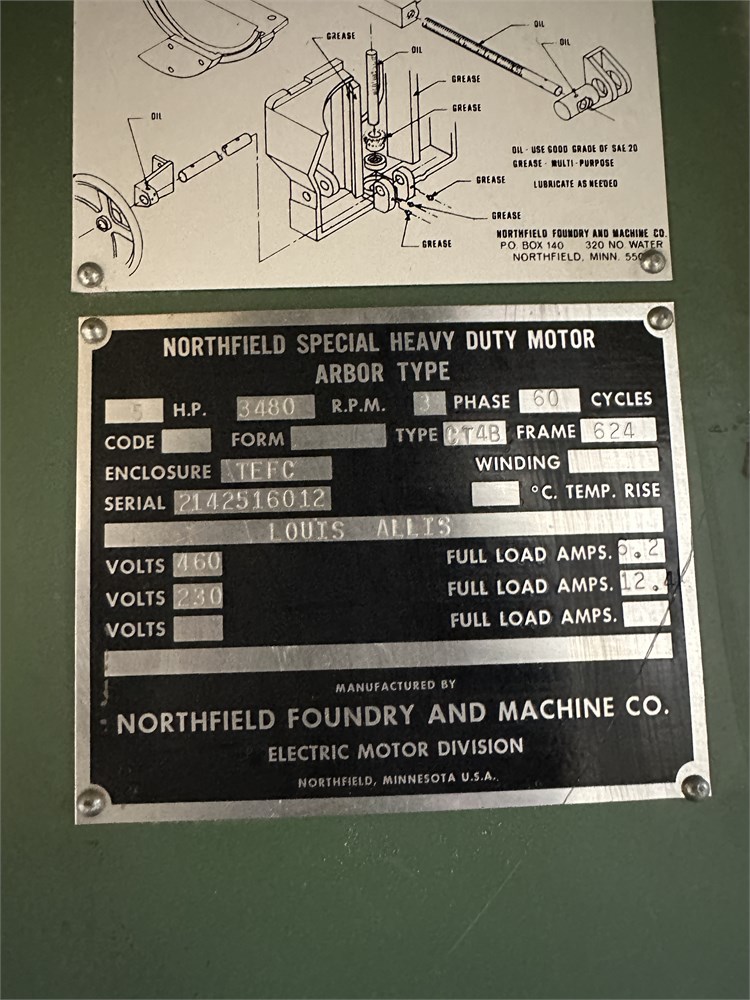 OIL
GREASE
OIL
OIL
GREASE
OIL
GREASE
OIL - USE GOOD GRADE OF SAE 20
GREASE - MULTI-PURPOSE
LUBRICATE AS NEEDED
GREASE
GREASE
GREASE
NORTHFIELD FOUNDRY AND MACHINE CO.
P.O. BOX 140 320 NO. WATER
NORTHFIELD, MINN.
NORTHFIELD SPECIAL HEAVY DUTY MOTOR
ARBOR TYPE
5 H.P. 3480 R.P.M. 3 PHASE 60 CYCLES
CODE FORM TYPE CT4B FRAME 624
ENCLOSURE TEFC WINDING
SERIAL 2142516012 °C. TEMP. RISE
LOUIS ALLIS
VOLTS 460 FULL LOAD AMPS. 6.2
VOLTS 230 FULL LOAD AMPS. 12.4
VOLTS FULL LOAD AMPS.
MANUFACTURED BY
NORTHFIELD FOUNDRY AND MACHINE CO.
ELECTRIC MOTOR DIVISION
NORTHFIELD, MINNESOTA U.S.A.